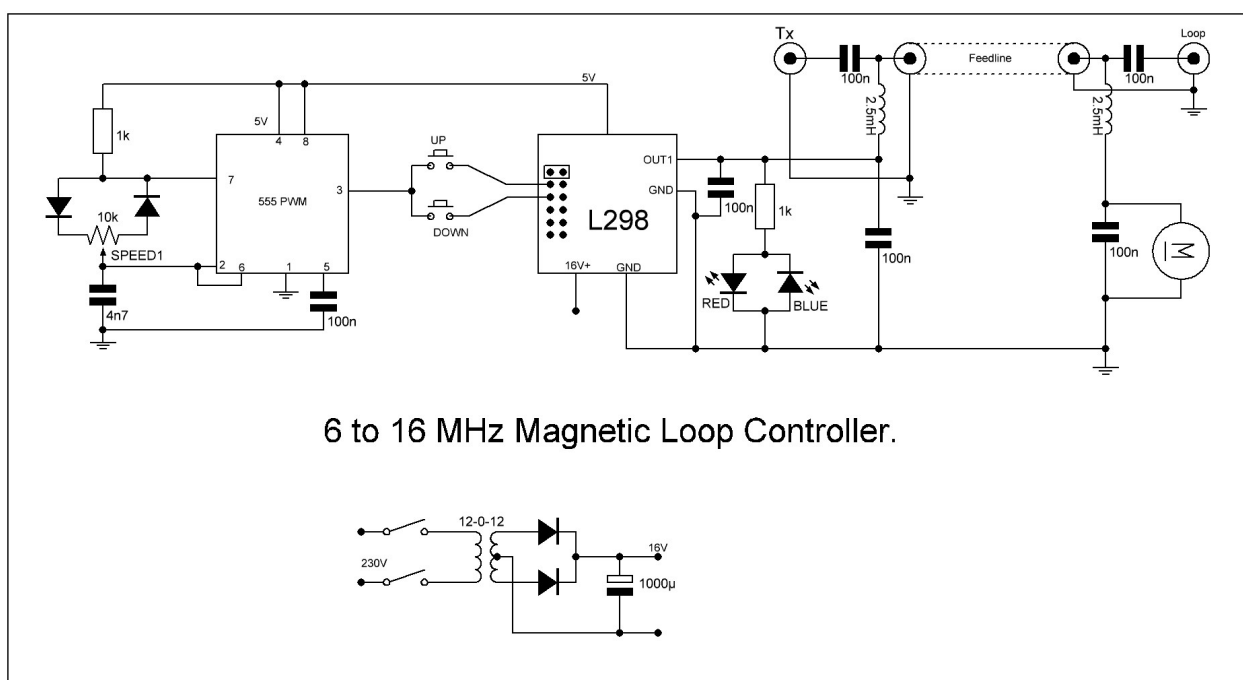 Tx
Loop
100n
Feedline
100n
5V
2.5mH
2.5mH
5V
1k
4
8
UP
7
3
OUT1
555 PWM
GND
10k
L298
100n
1k
DOWN
SPEED1
100n
100n
M
2
6
1
5
16V+
GND
RED
BLUE
4n7
100n
6 to 16 MHz Magnetic Loop Controller.
12-0-12
16V
230V
1000µ